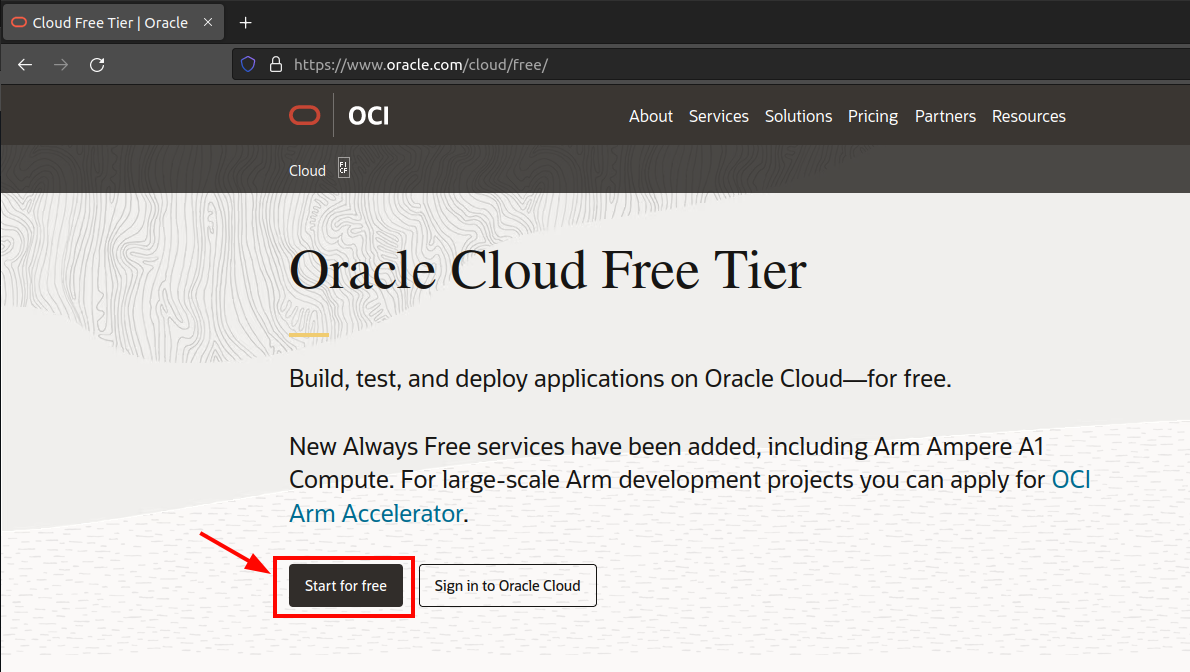 Cloud Free Tier | Oracle
https://www.oracle.com/cloud/free/
OCI
About Services Solutions Pricing Partners Resources
Cloud
Oracle Cloud Free Tier
Build, test, and deploy applications on Oracle Cloud—for free.
New Always Free services have been added, including Arm Ampere A1
Compute. For large-scale Arm development projects you can apply for OCI
Arm Accelerator.
Start for free Sign in to Oracle Cloud